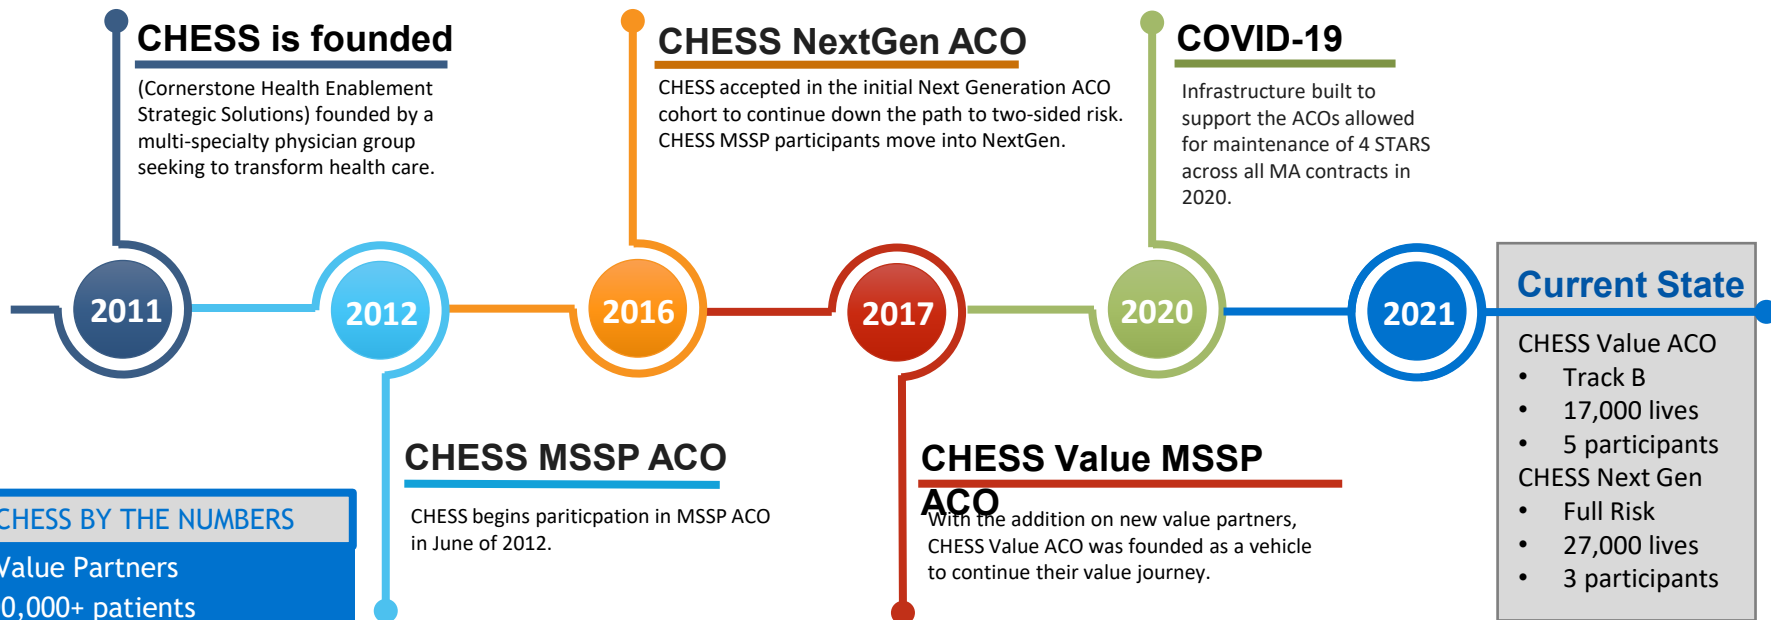 CHESS is founded
(Cornerstone Health Enablement
Strategic Solutions) founded by a
multi-specialty physician group
seeking to transform health care.
CHESS NextGen ACO
CHESS accepted in the initial Next Generation ACO
cohort to continue down the path to two-sided risk.
CHESS MSSP participants move into NextGen.
COVID-19
Infrastructure built to
support the ACOs allowed
for maintenance of 4 STARS
across all MA contracts in
2020.
2011
2012
2016
2017
2020
2021
Current State
CHESS Value ACO
• Track B
• 17,000 lives
• 5 participants
CHESS Next Gen
• Full Risk
• 27,000 lives
• 3 participants
CHESS MSSP ACO
CHESS begins pariticpation in MSSP ACO
in June of 2012.
CHESS Value MSSP
ACO
With the addition on new value partners,
CHESS Value ACO was founded as a vehicle
to continue their value journey.
CHESS BY THE NUMBERS
Value Partners
0,000+ patients